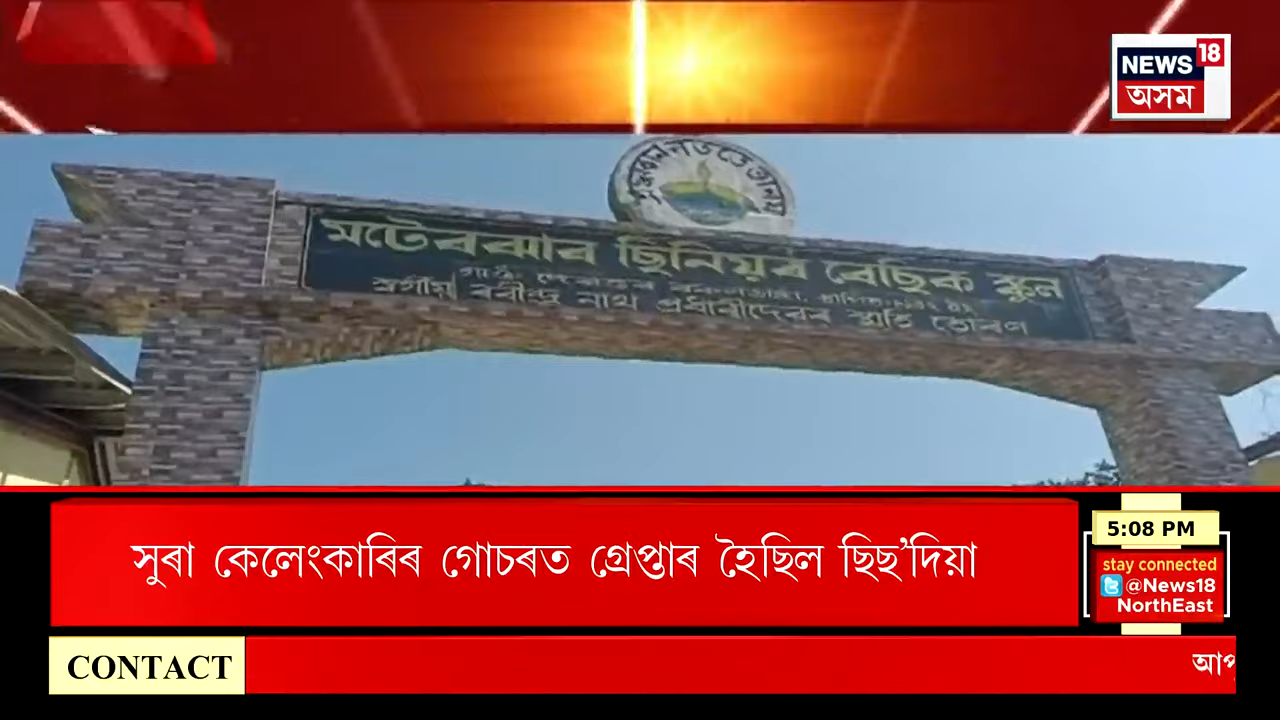 NEWS 18
অসম
মটেৰঝাৰ ছিনিয়ৰ বেছিক স্কুল
স্বৰ্গীয় ৰবীন্দ্ৰ নাথ প্ৰধানীদেৱৰ স্মৃতি তোৰণ
সুৰা কেলেংকাৰিৰ গোচৰত গ্ৰেপ্তাৰ হৈছিল ছিছ’দিয়া
5:08 PM
stay connected
@News18
NorthEast
CONTACT